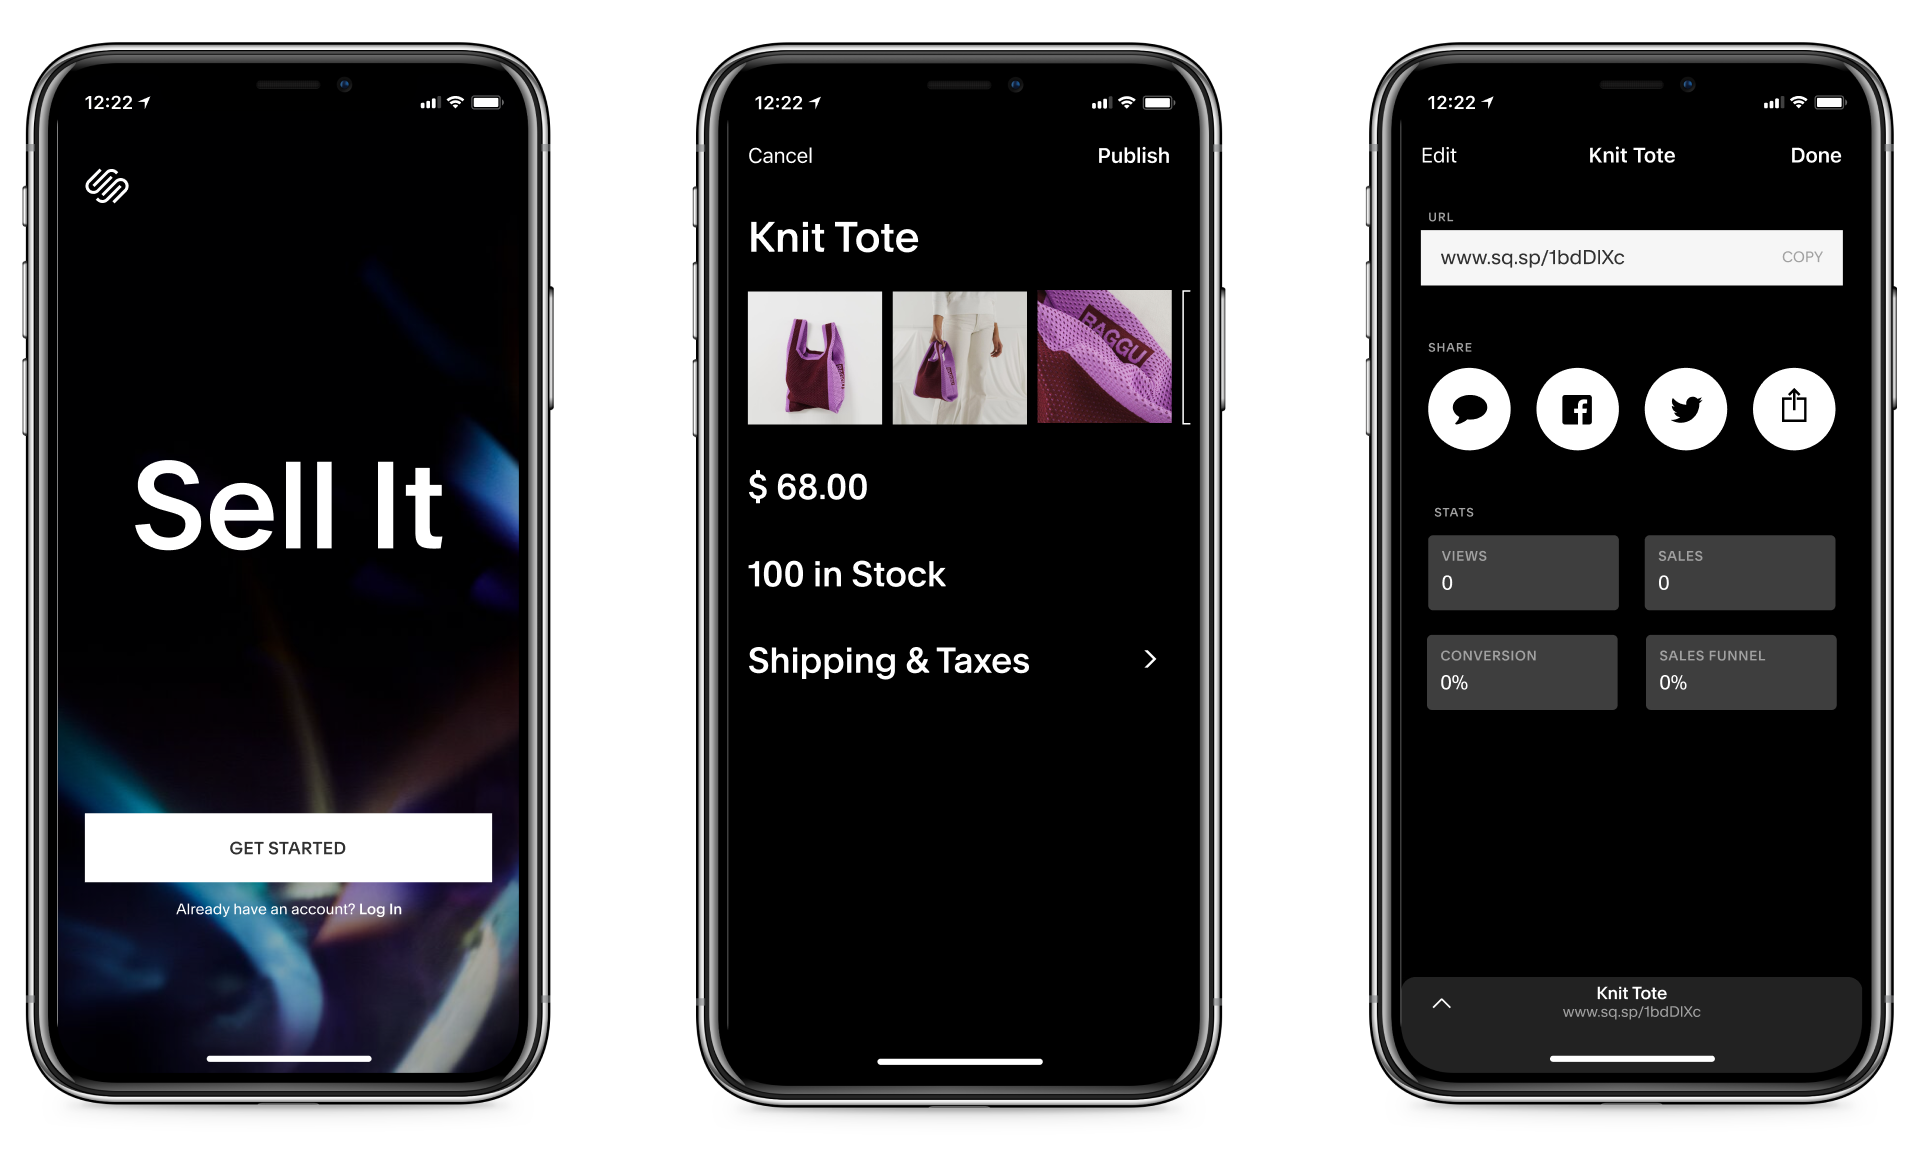 12:22
Sell It
GET STARTED
Already have an account? Log In
12:22
Cancel
Publish
Knit Tote
BAGGU
$ 68.00
100 in Stock
Shipping & Taxes
12:22
Edit
Knit Tote
Done
URL
www.sq.sp/1bdDlXc
COPY
SHARE
STATS
VIEWS
0
SALES
0
CONVERSION
0%
SALES FUNNEL
0%
Knit Tote
www.sq.sp/1bdDlXc